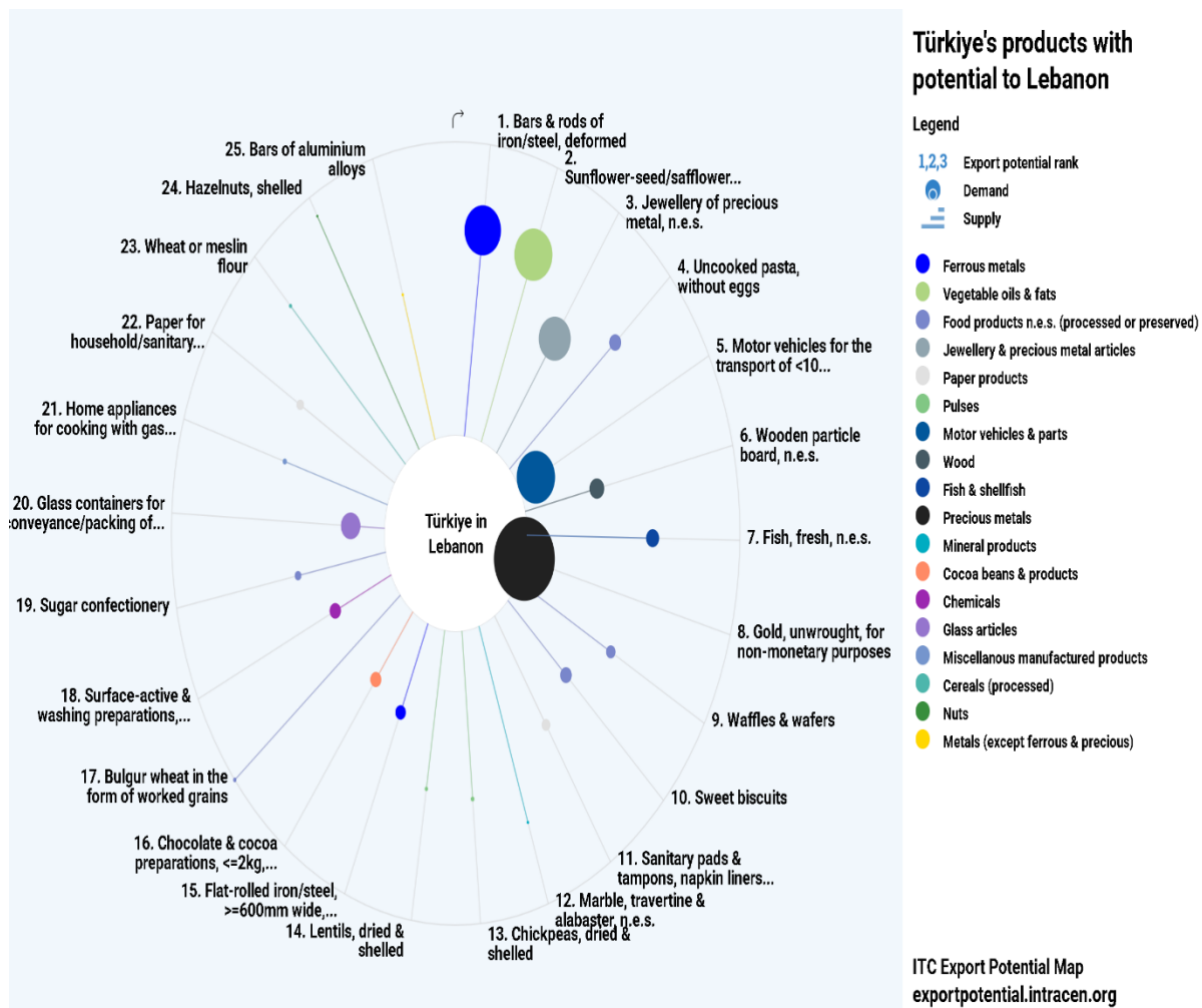 Türkiye's products with
potential to Lebanon
Legend
1,2,3 Export potential rank
Demand
Supply
Ferrous metals
Vegetable oils & fats
Food products n.e.s. (processed or preserved)
Jewellery & precious metal articles
Paper products
Pulses
Motor vehicles & parts
Wood
Fish & shellfish
Precious metals
Mineral products
Cocoa beans & products
Chemicals
Glass articles
Miscellanous manufactured products
Cereals (processed)
Nuts
Metals (except ferrous & precious)
ITC Export Potential Map
exportpotential.intracen.org
Türkiye in
Lebanon
1. Bars & rods of
iron/steel, deformed
2.
Sunflower-seed/safflower...
3. Jewellery of precious
metal, n.e.s.
4. Uncooked pasta,
without eggs
5. Motor vehicles for the
transport of <10...
6. Wooden particle
board, n.e.s.
7. Fish, fresh, n.e.s.
8. Gold, unwrought, for
non-monetary purposes
9. Waffles & wafers
10. Sweet biscuits
11. Sanitary pads &
tampons, napkin liners...
12. Marble, travertine &
alabaster, n.e.s.
13. Chickpeas, dried &
shelled
14. Lentils, dried &
shelled
15. Flat-rolled iron/steel,
>=600mm wide,...
16. Chocolate & cocoa
preparations, <=2kg,...
17. Bulgur wheat in the
form of worked grains
18. Surface-active &
washing preparations,...
19. Sugar confectionery
20. Glass containers for
conveyance/packing of...
21. Home appliances
for cooking with gas...
22. Paper for
household/sanitary...
23. Wheat or meslin
flour
24. Hazelnuts, shelled
25. Bars of aluminium
alloys